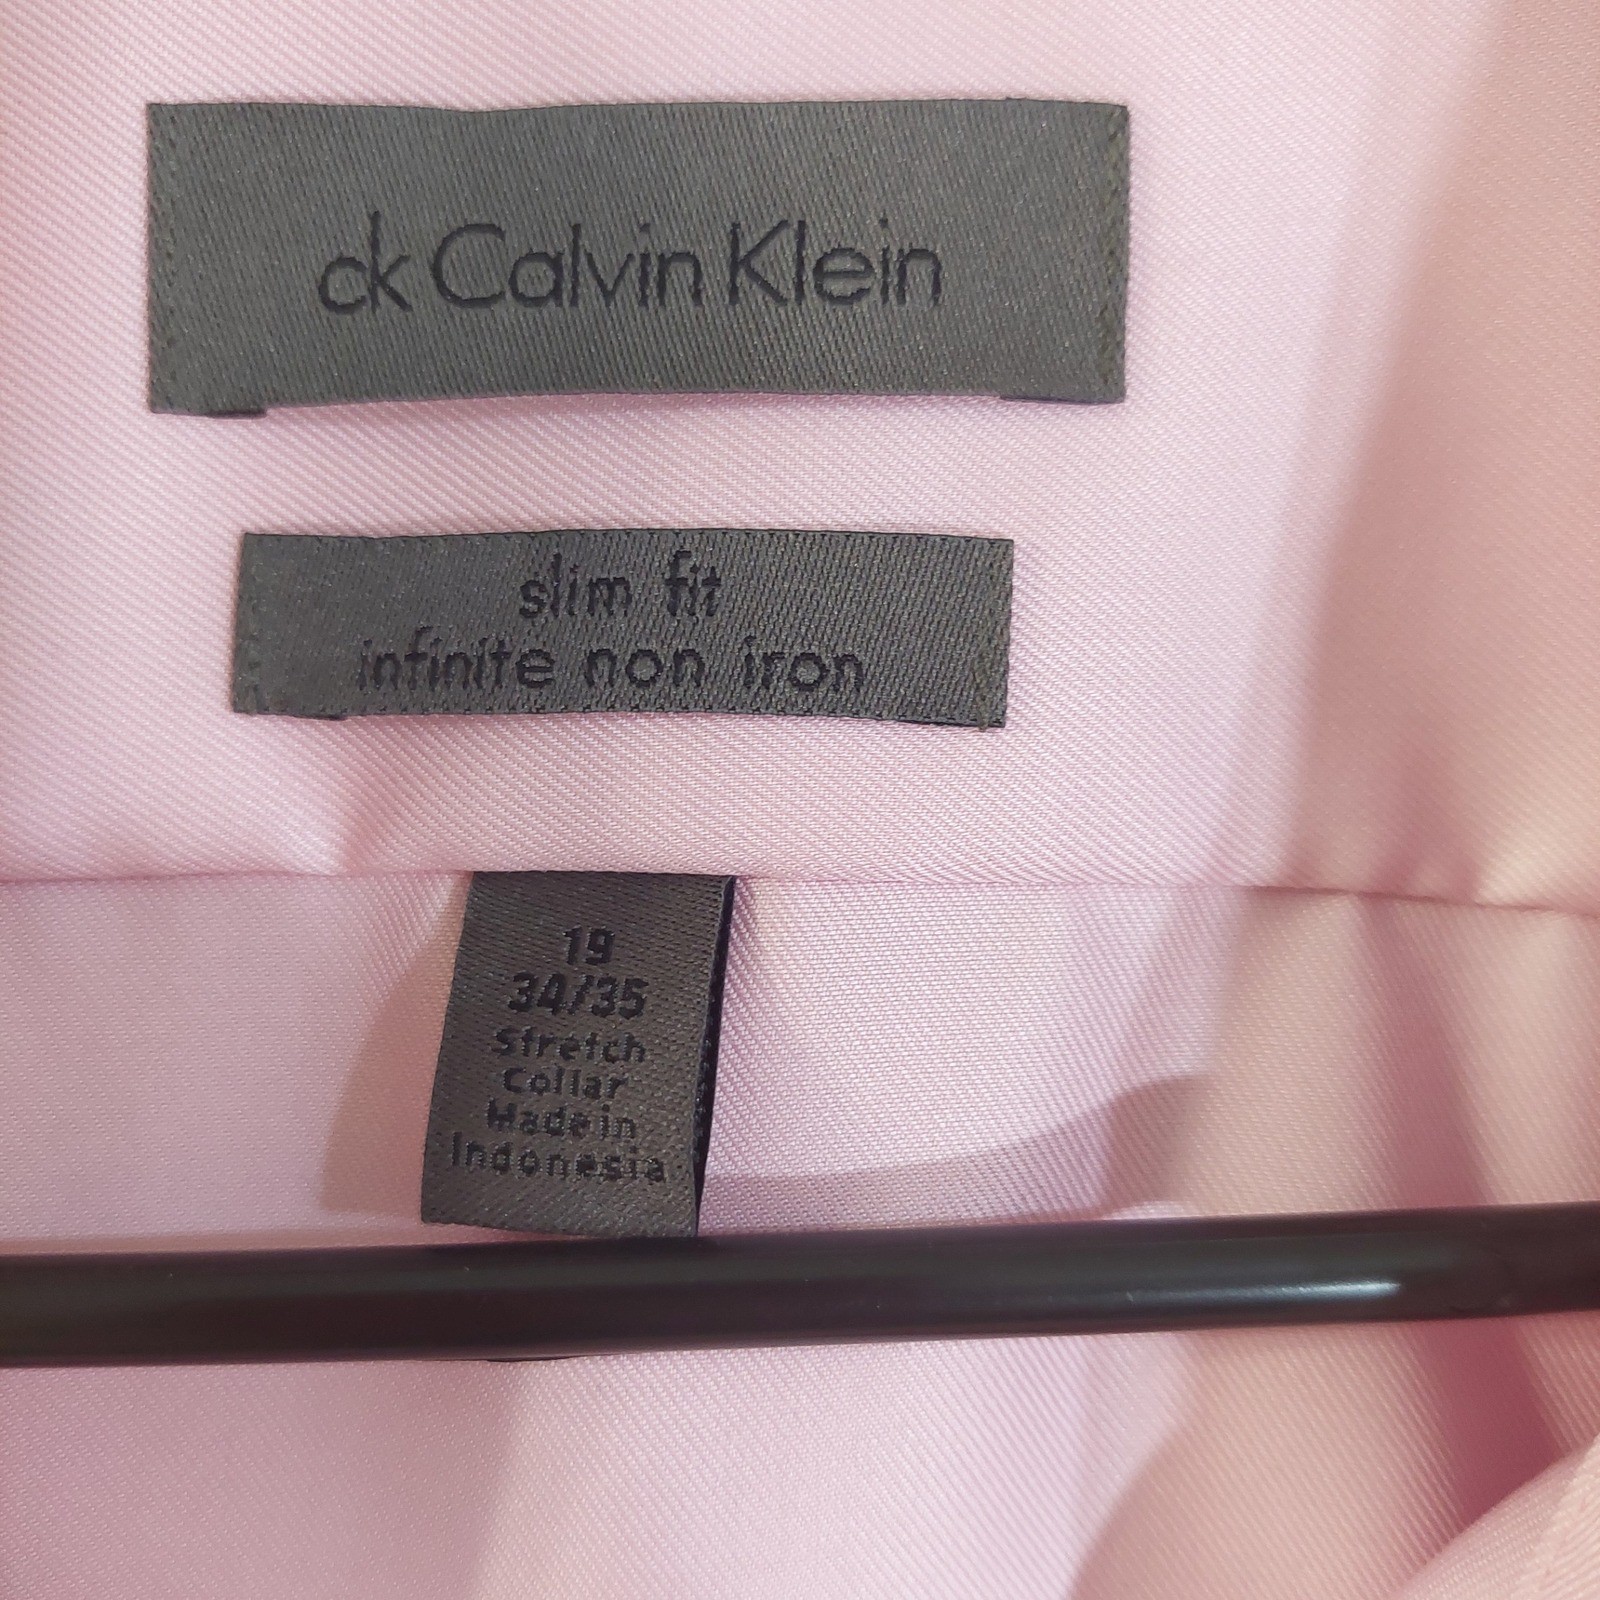 ck Calvin Klein
slim fit
infinite non iron
19
34/35
Stretch
Collar
Made in
Indonesia